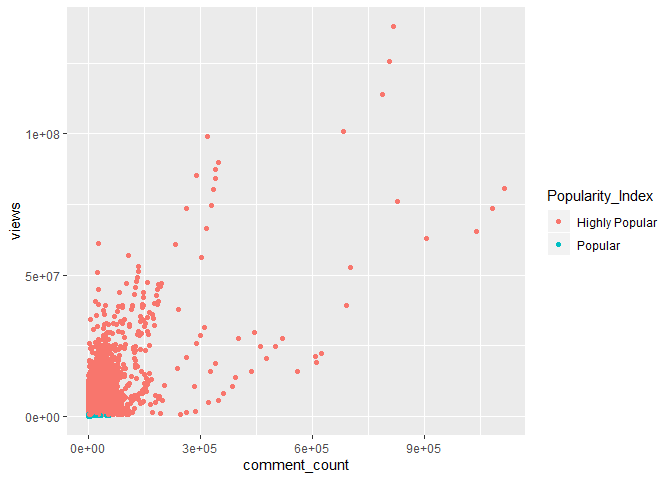 1e+08
5e+07
0e+00
views
0e+00 3e+05 6e+05 9e+05
comment_count
Popularity_Index
Highly Popular
Popular